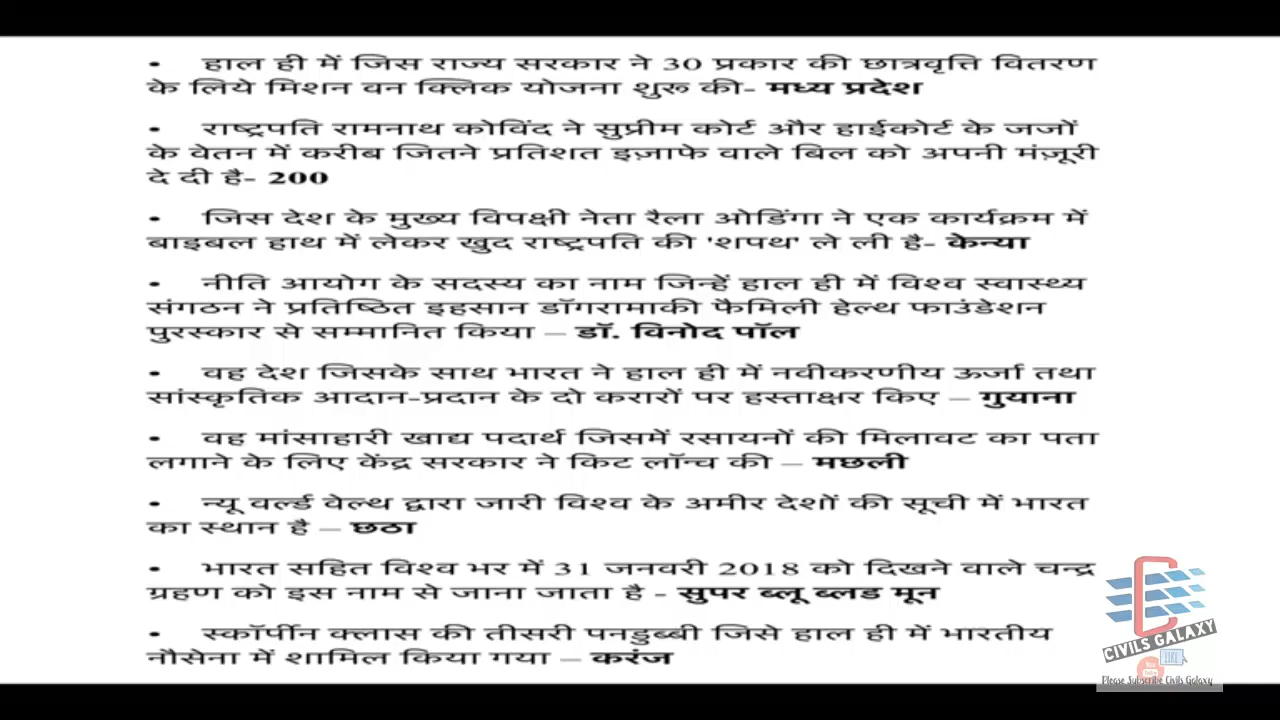 • हाल ही में जिस राज्य सरकार ने 30 प्रकार की छात्रवृत्ति वितरण
के लिये मिशन वन क्लिक योजना शुरू की- मध्य प्रदेश
• राष्ट्रपति रामनाथ कोविंद ने सुप्रीम कोर्ट और हाईकोर्ट के जजों
के वेतन में करीब जितने प्रतिशत इज़ाफे वाले बिल को अपनी मंज़ूरी
दे दी है- 200
• जिस देश के मुख्य विपक्षी नेता रैला ओडिंगा ने एक कार्यक्रम में
बाइबल हाथ में लेकर खुद राष्ट्रपति की 'शपथ' ले ली है- केन्या
• नीति आयोग के सदस्य का नाम जिन्हें हाल ही में विश्व स्वास्थ्य
संगठन ने प्रतिष्ठित इहसान डॉगरामाकी फैमिली हेल्थ फाउंडेशन
पुरस्कार से सम्मानित किया – डॉ. विनोद पॉल
• वह देश जिसके साथ भारत ने हाल ही में नवीकरणीय ऊर्जा तथा
सांस्कृतिक आदान-प्रदान के दो करारों पर हस्ताक्षर किए – गुयाना
• वह मांसाहारी खाद्य पदार्थ जिसमें रसायनों की मिलावट का पता
लगाने के लिए केंद्र सरकार ने किट लॉन्च की – मछली
• न्यू वर्ल्ड वेल्थ द्वारा जारी विश्व के अमीर देशों की सूची में भारत
का स्थान है – छठा
• भारत सहित विश्व भर में 31 जनवरी 2018 को दिखने वाले चन्द्र
ग्रहण को इस नाम से जाना जाता है - सुपर ब्लू ब्लड मून
• स्कॉर्पीन क्लास की तीसरी पनडुब्बी जिसे हाल ही में भारतीय
नौसेना में शामिल किया गया – करंज
CIVILS GALAXY
Please Subscribe Civils Galaxy